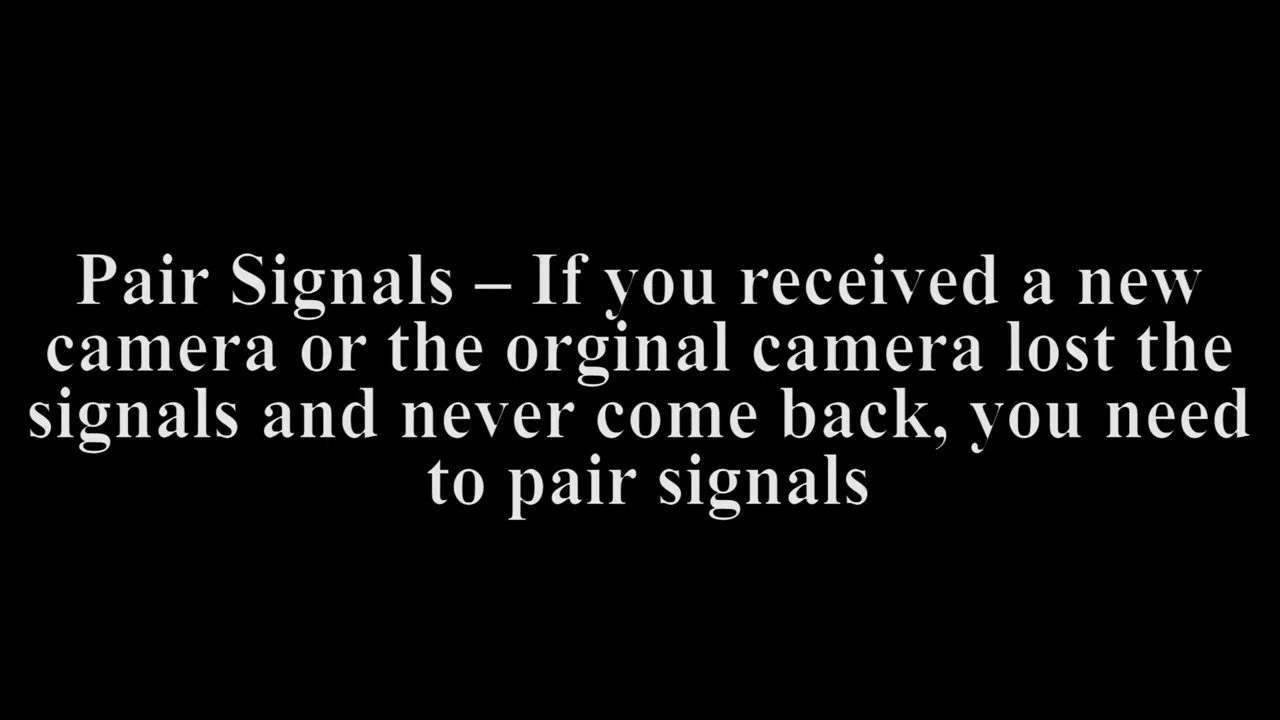 Pair Signals – If you received a new
camera or the orginal camera lost the
signals and never come back, you need
to pair signals